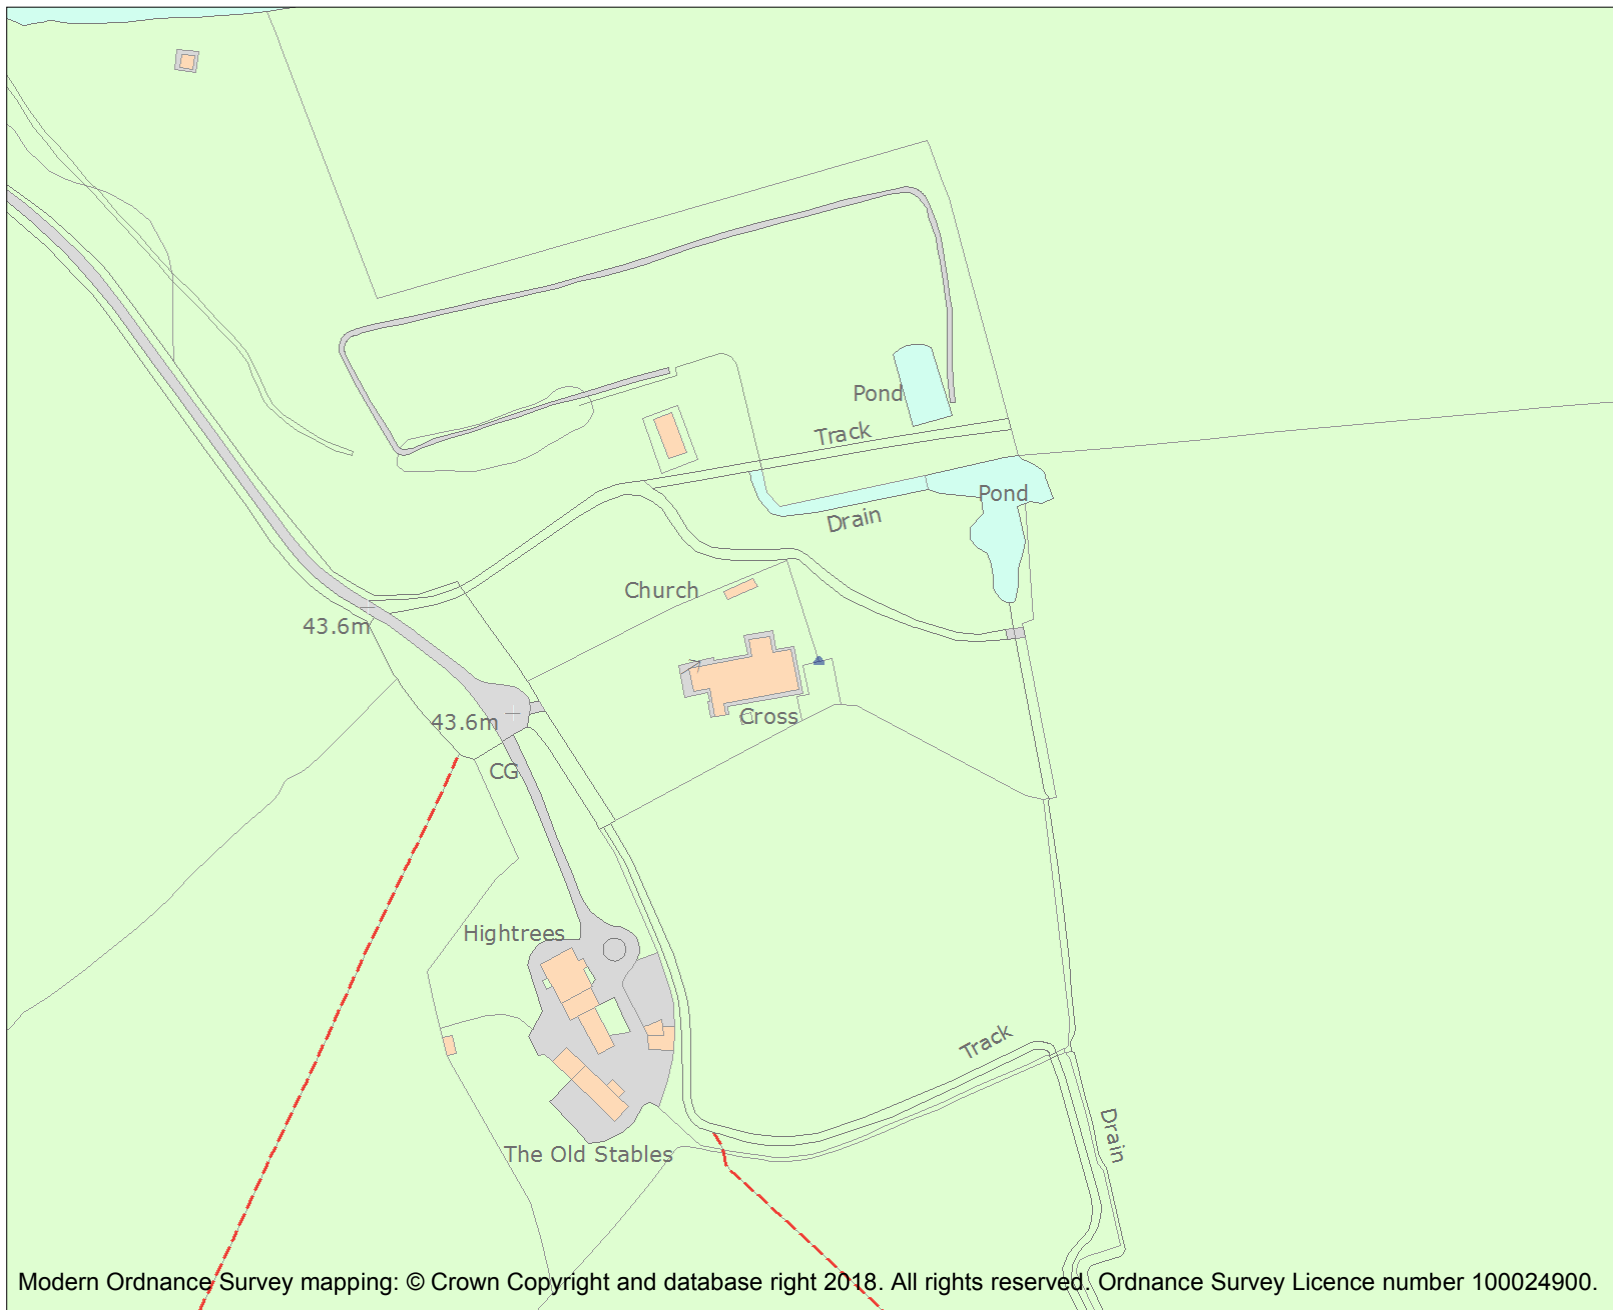 Pond
Track
Pond
Drain
Church
43.6m
Cross
43.6m
CG
Hightrees
Track
Drain
The Old Stables
Modern Ordnance Survey mapping: © Crown Copyright and database right 2018. All rights reserved. Ordnance Survey Licence number 100024900.